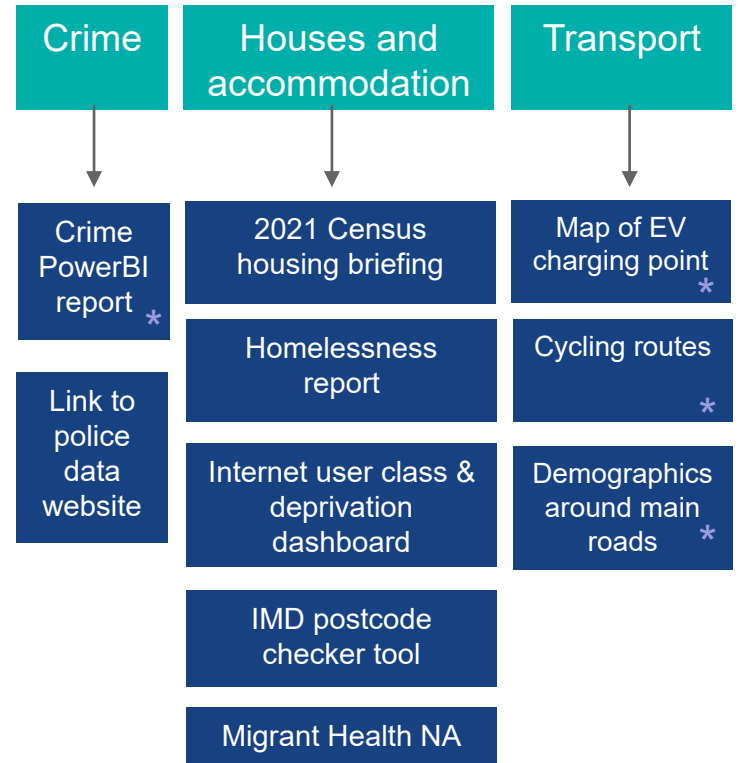 Crime
Houses and
accommodation
Transport
Crime
PowerBI
report
*
Link to
police
data
website
2021 Census
housing briefing
Homelessness
report
Internet user class &
deprivation
dashboard
IMD postcode
checker tool
Migrant Health NA
Map of EV
charging point
*
Cycling routes
*
Demographics
around main
roads *